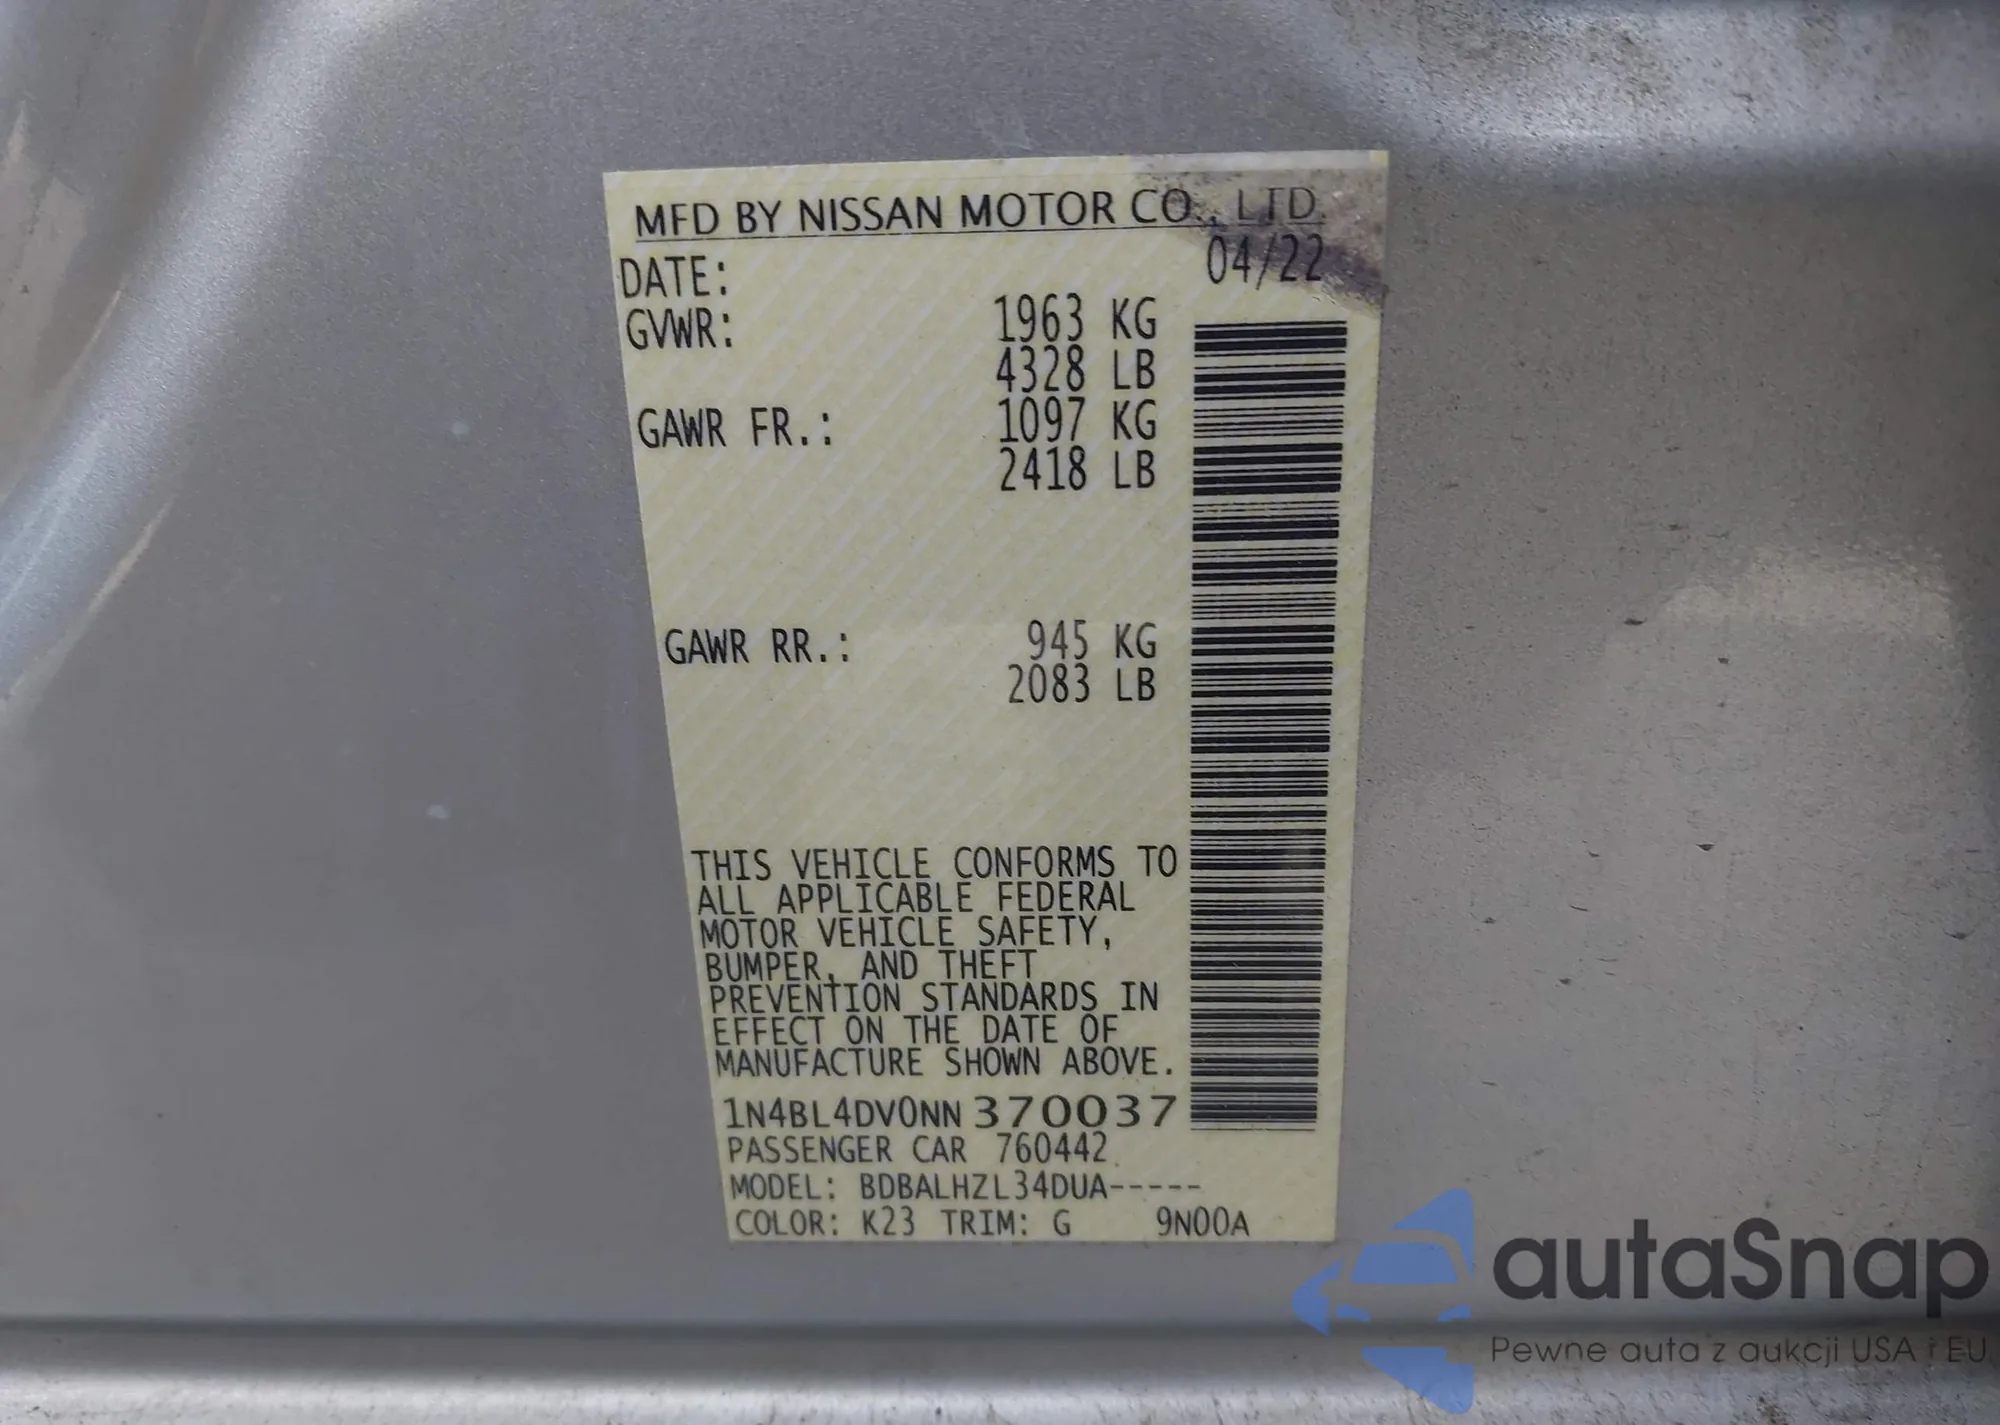 MFD BY NISSAN MOTOR CO., LTD.
DATE: 04/22
GVWR: 1963 KG
4328 LB
GAWR FR.: 1097 KG
2418 LB
GAWR RR.: 945 KG
2083 LB
THIS VEHICLE CONFORMS TO
ALL APPLICABLE FEDERAL
MOTOR VEHICLE SAFETY,
BUMPER, AND THEFT
PREVENTION STANDARDS IN
EFFECT ON THE DATE OF
MANUFACTURE SHOWN ABOVE.
1N4BL4DV0NN370037
PASSENGER CAR 760442
MODEL: BDBALHZL34DUA-----
COLOR: K23 TRIM: G 9N00A
autaSnap
Pewne auta z aukcji USA i EU